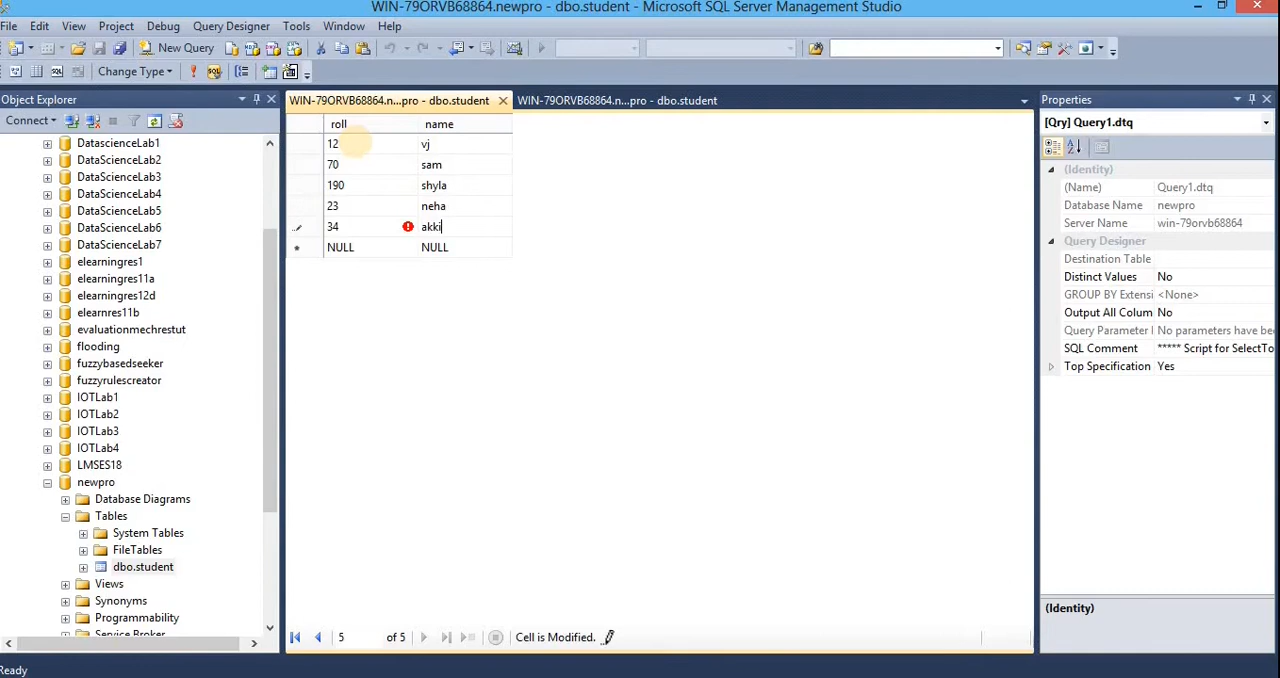 WIN-79ORVB68864.newpro - dbo.student - Microsoft SQL Server Management Studio
File Edit View Project Debug Query Designer Tools Window Help
New Query
Change Type
Object Explorer
Connect
DatascienceLab1
DataScienceLab2
DataScienceLab3
DataScienceLab4
DataScienceLab5
DataScienceLab6
DataScienceLab7
elearningres1
elearningres11a
elearningres12d
elearnres11b
evaluationmechrestut
flooding
fuzzybasedseeker
fuzzyrulescreator
IOTLab1
IOTLab2
IOTLab3
IOTLab4
LMSES18
newpro
Database Diagrams
Tables
System Tables
FileTables
dbo.student
Views
Synonyms
Programmability
Service Broker
WIN-79ORVB68864.n...pro - dbo.student WIN-79ORVB68864.n...pro - dbo.student
roll name
12 vj
70 sam
190 shyla
23 neha
34 akki
NULL NULL
5 of 5 Cell is Modified.
Properties
[Qry] Query1.dtq
(Identity)
(Name) Query1.dtq
Database Name newpro
Server Name win-79orvb68864
Query Designer
Destination Table
Distinct Values No
GROUP BY Extensi <None>
Output All Colum No
Query Parameter No parameters have bee
SQL Comment ***** Script for SelectTo
Top Specification Yes
(Identity)
Ready